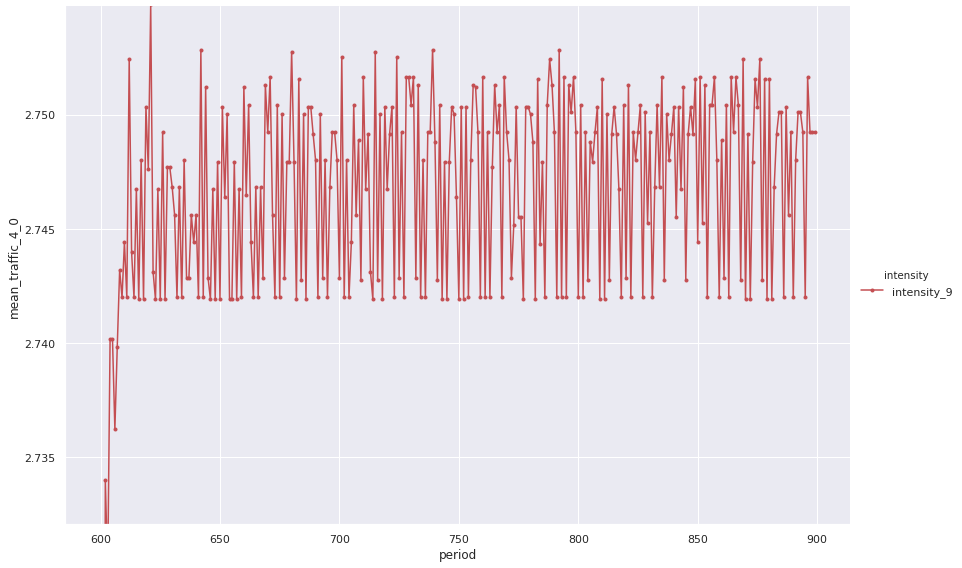 2.750
2.745
2.740
2.735
mean_traffic_4_0
600 650 700 750 800 850 900
period
intensity
intensity_9